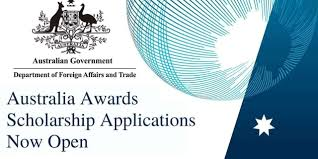 Australian Government
Department of Foreign Affairs and Trade
Australia Awards
Scholarship Applications
Now Open